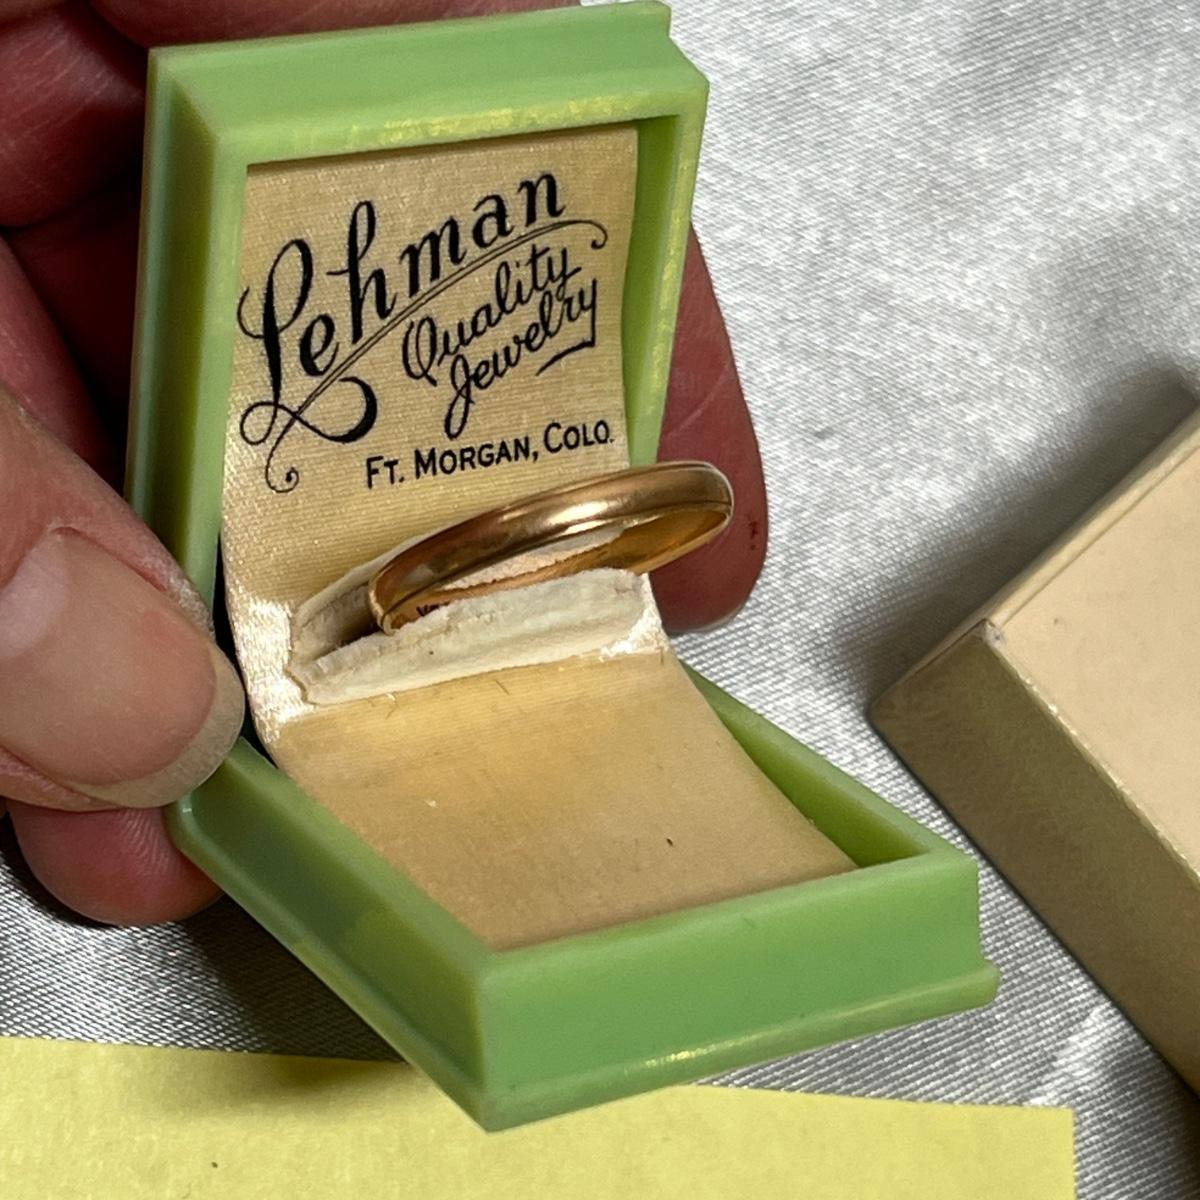 Lehman
Quality
Jewelry
FT. MORGAN, COLO.